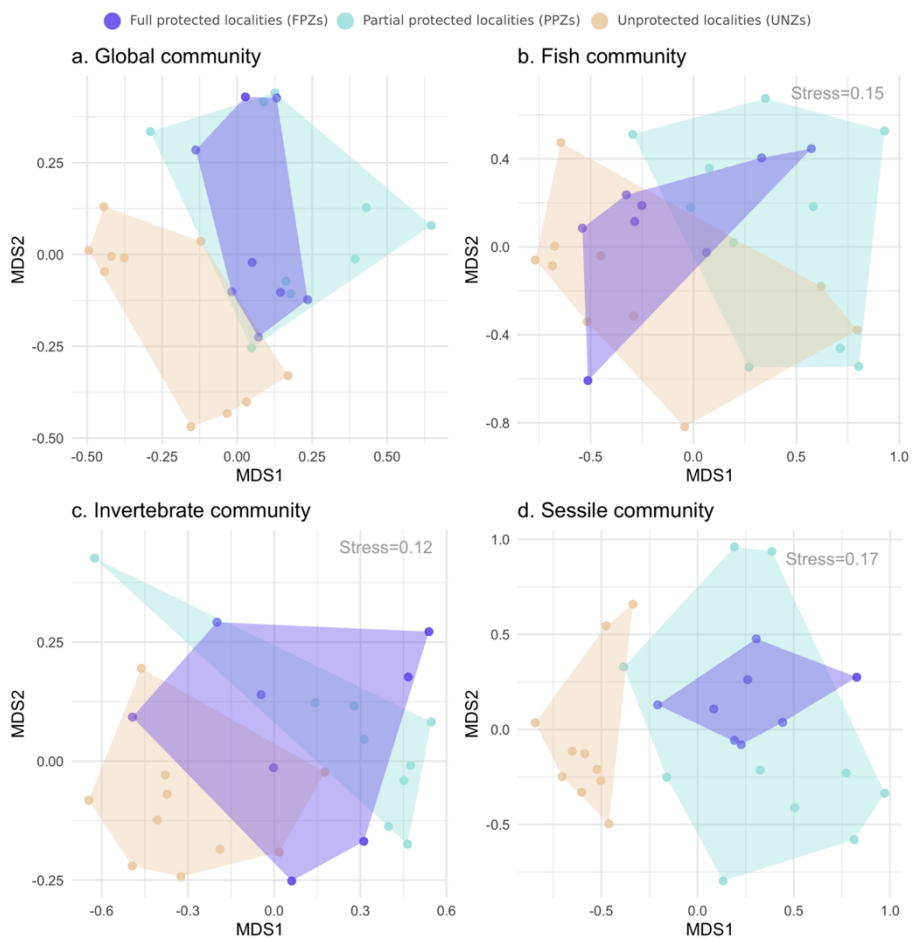 Full protected localities (FPZs) Partial protected localities (PPZs) Unprotected localities (UNZs)
a. Global community
0.25
0.00
-0.25
-0.50
MDS2
-0.50 -0.25 0.00 0.25 0.50
MDS1
b. Fish community
Stress=0.15
0.4
0.0
-0.4
-0.8
MDS2
-0.5 0.0 0.5 1.0
MDS1
c. Invertebrate community
Stress=0.12
0.25
0.00
-0.25
MDS2
-0.6 -0.3 0.0 0.3 0.6
MDS1
d. Sessile community
1.0
Stress=0.17
0.5
0.0
-0.5
MDS2
-0.5 0.0 0.5 1.0
MDS1